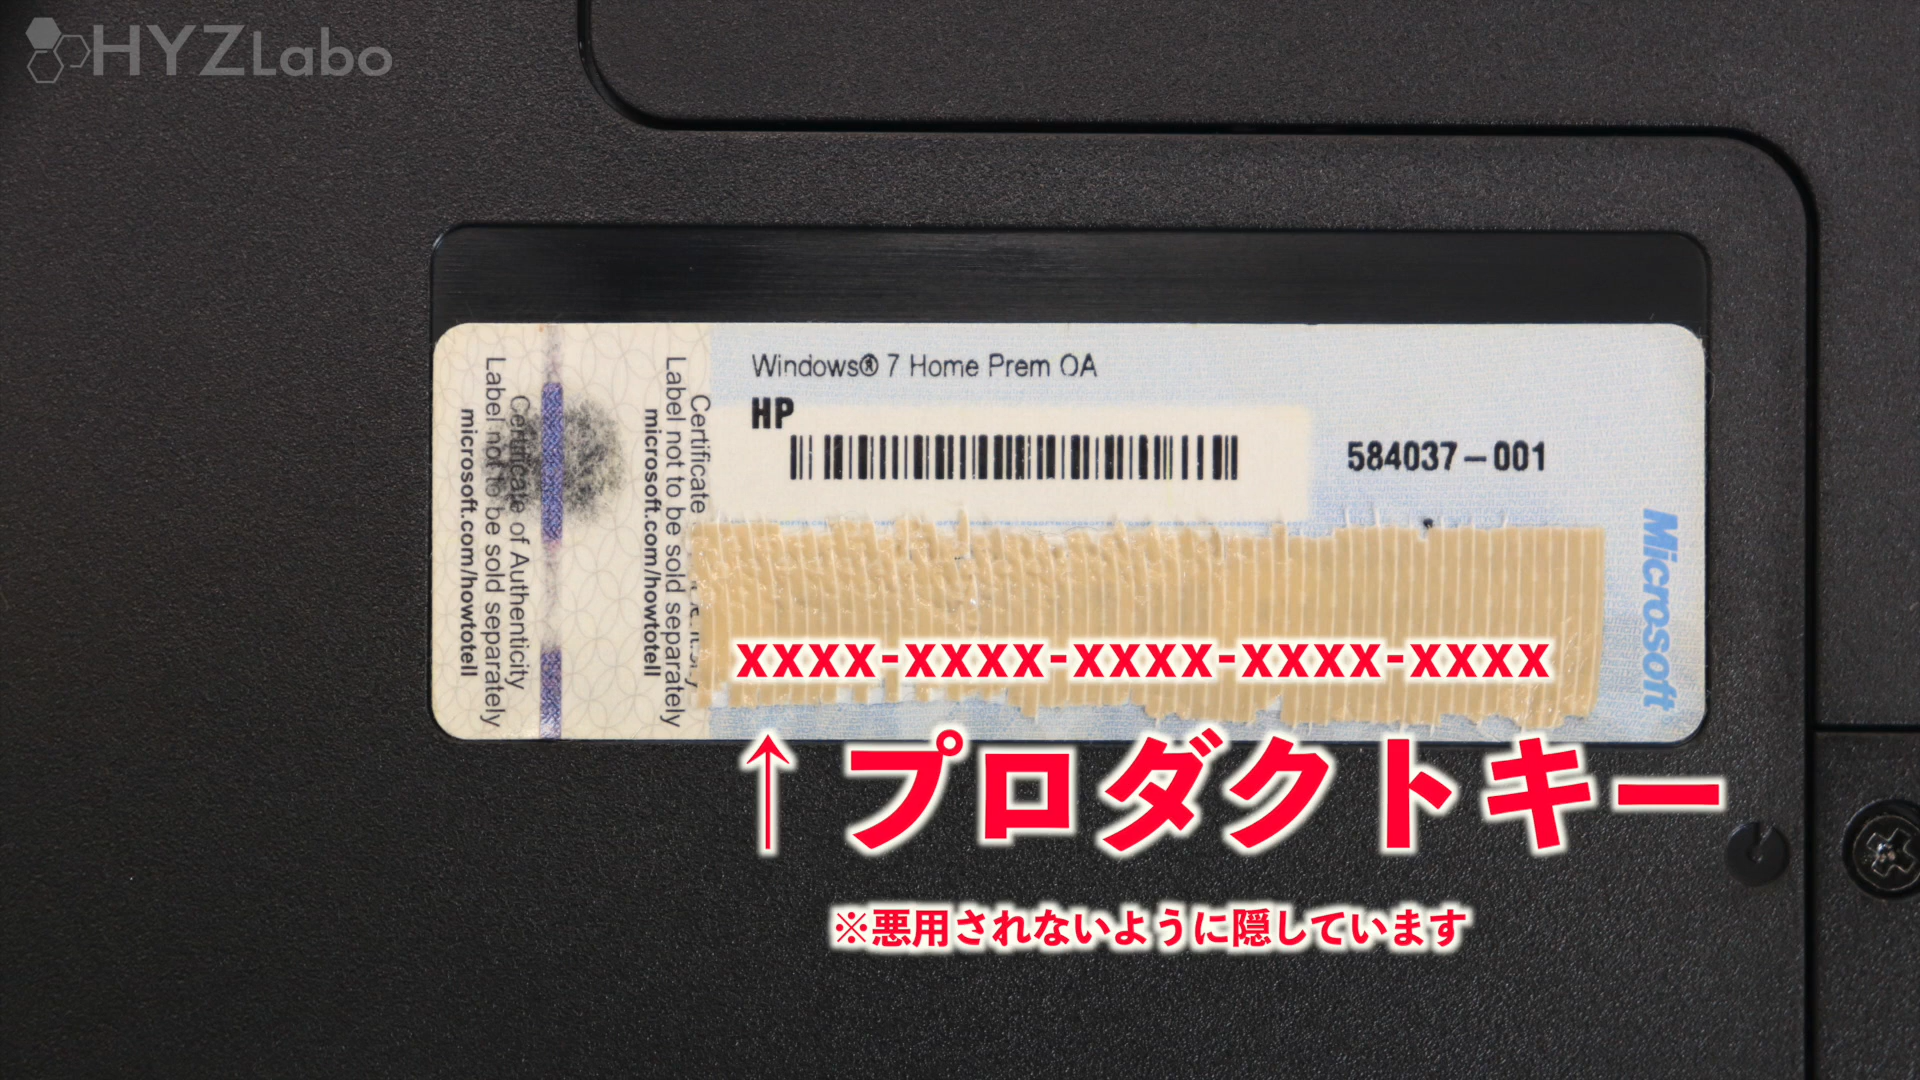 HYZLabo
Windows® 7 Home Prem OA
HP
584037-001
Microsoft
Certificate of Authenticity
Label not to be sold separately
microsoft.com/howtotell
Certificate
Label not to be sold separately
microsoft.com/howtotell
xxxx-xxxx-xxxx-xxxx-xxxx
↑プロダクトキー
※悪用されないように隠しています